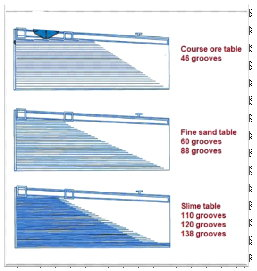 Course ore table
45 grooves
Fine sand table
60 grooves
88 grooves
Slime table
110 grooves
120 grooves
138 grooves